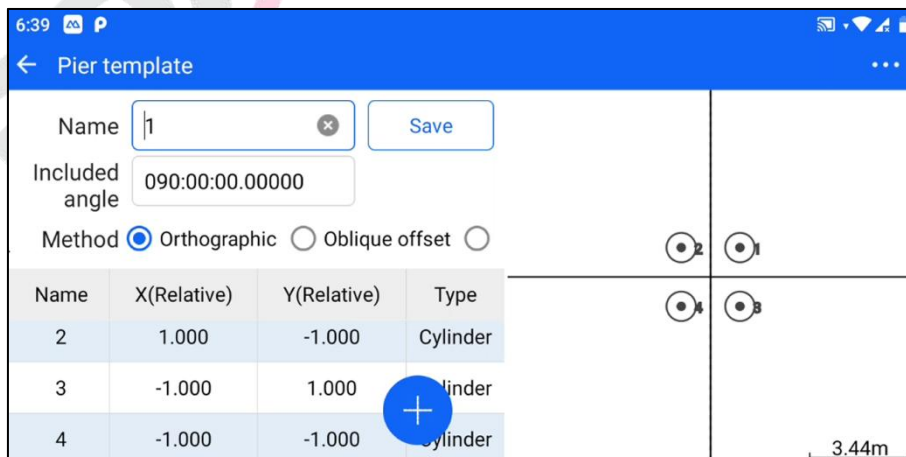 6:39
Pier template
Name 1 Save
Included angle 090:00:00.00000
Method Orthographic Oblique offset
Name X(Relative) Y(Relative) Type
2 1.000 -1.000 Cylinder
3 -1.000 1.000 linder
4 -1.000 -1.000 ylinder
2 1
4 3
3.44m